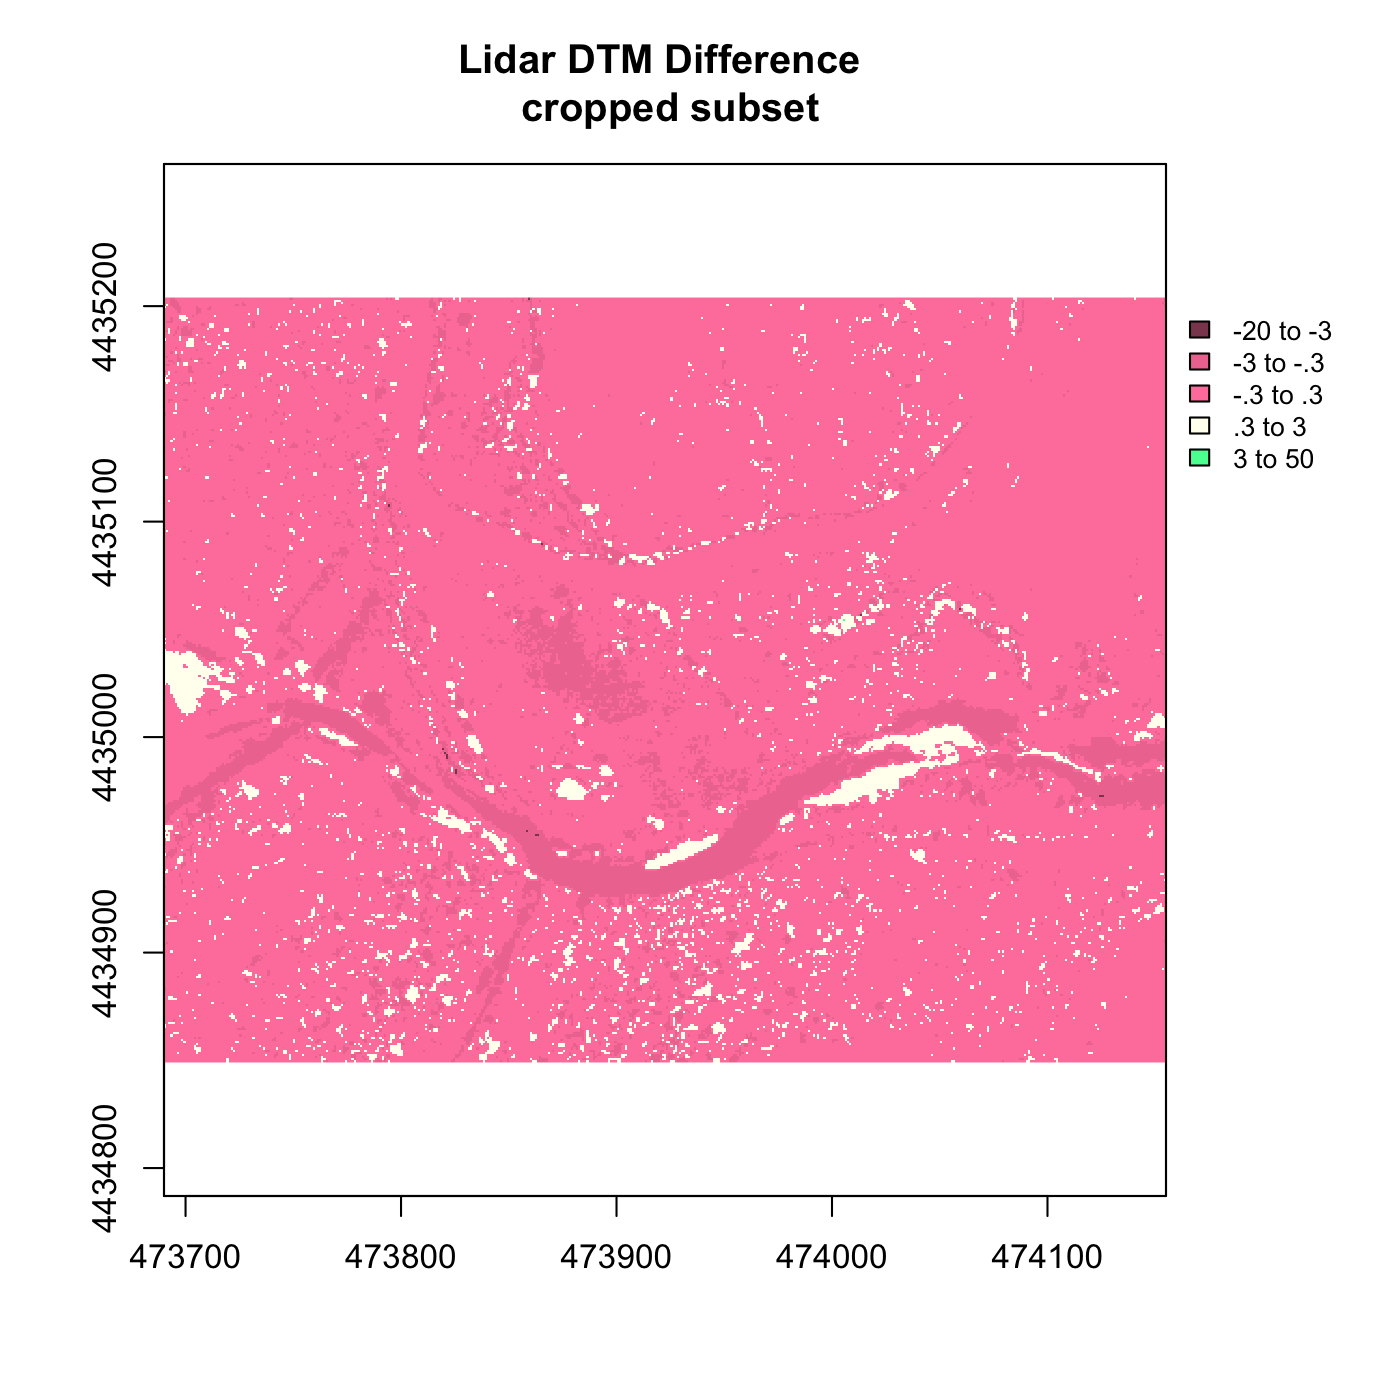 Lidar DTM Difference
cropped subset
4435200
4435100
4435000
4434900
4434800
473700
473800
473900
474000
474100
-20 to -3
-3 to -.3
-.3 to .3
.3 to 3
3 to 50